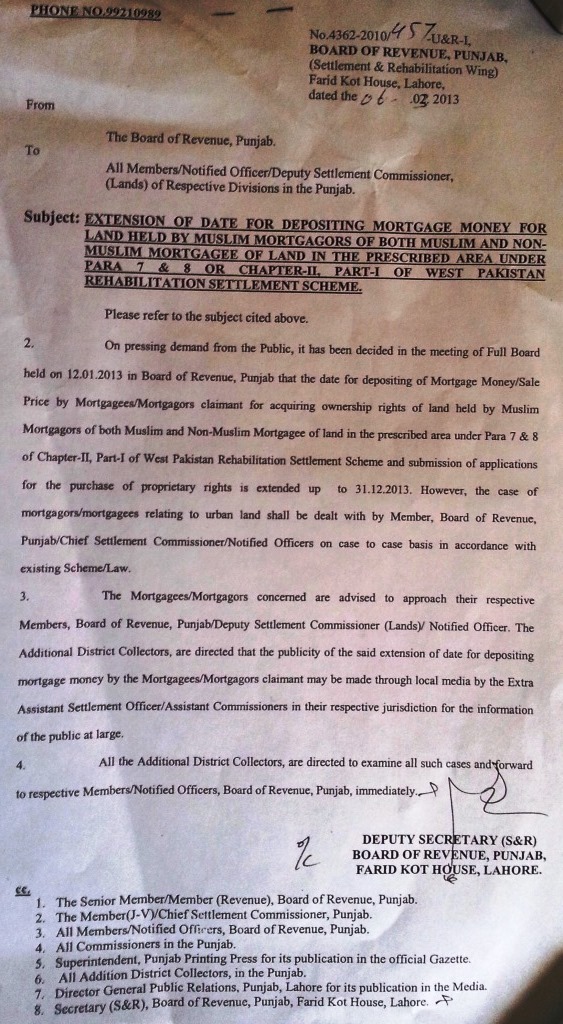 PHONE NO.99210989
No.4362-2010/457-U&R-I,
BOARD OF REVENUE, PUNJAB,
(Settlement & Rehabilitation Wing)
Farid Kot House, Lahore,
dated the 06- .03 2013
From
The Board of Revenue, Punjab.
To
All Members/Notified Officer/Deputy Settlement Commissioner,
(Lands) of Respective Divisions in the Punjab.
Subject: EXTENSION OF DATE FOR DEPOSITING MORTGAGE MONEY FOR
LAND HELD BY MUSLIM MORTGAGORS OF BOTH MUSLIM AND NON-
MUSLIM MORTGAGEE OF LAND IN THE PRESCRIBED AREA UNDER
PARA 7 & 8 OR CHAPTER-II, PART-I OF WEST PAKISTAN
REHABILITATION SETTLEMENT SCHEME.
Please refer to the subject cited above.
2. On pressing demand from the Public, it has been decided in the meeting of Full Board
held on 12.01.2013 in Board of Revenue, Punjab that the date for depositing of Mortgage Money/Sale
Price by Mortgagees/Mortgagors claimant for acquiring ownership rights of land held by Muslim
Mortgagors of both Muslim and Non-Muslim Mortgagee of land in the prescribed area under Para 7 & 8
of Chapter-II, Part-I of West Pakistan Rehabilitation Settlement Scheme and submission of applications
for the purchase of proprietary rights is extended up to 31.12.2013. However, the case of
mortgagors/mortgagees relating to urban land shall be dealt with by Member, Board of Revenue,
Punjab/Chief Settlement Commissioner/Notified Officers on case to case basis in accordance with
existing Scheme/Law.
3. The Mortgagees/Mortgagors concerned are advised to approach their respective
Members, Board of Revenue, Punjab/Deputy Settlement Commissioner (Lands)/ Notified Officer. The
Additional District Collectors, are directed that the publicity of the said extension of date for depositing
mortgage money by the Mortgagees/Mortgagors claimant may be made through local media by the Extra
Assistant Settlement Officer/Assistant Commissioners in their respective jurisdiction for the information
of the public at large.
4. All the Additional District Collectors, are directed to examine all such cases and forward
to respective Members/Notified Officers, Board of Revenue, Punjab, immediately.
DEPUTY SECRETARY (S&R)
BOARD OF REVENUE, PUNJAB,
FARID KOT HOUSE, LAHORE.
cc.
1. The Senior Member/Member (Revenue), Board of Revenue, Punjab.
2. The Member(J-V)/Chief Settlement Commissioner, Punjab.
3. All Members/Notified Officers, Board of Revenue, Punjab.
4. All Commissioners in the Punjab.
5. Superintendent, Punjab Printing Press for its publication in the official Gazette.
6. All Addition District Collectors, in the Punjab.
7. Director General Public Relations, Punjab, Lahore for its publication in the Media.
8. Secretary (S&R), Board of Revenue, Punjab, Farid Kot House, Lahore.